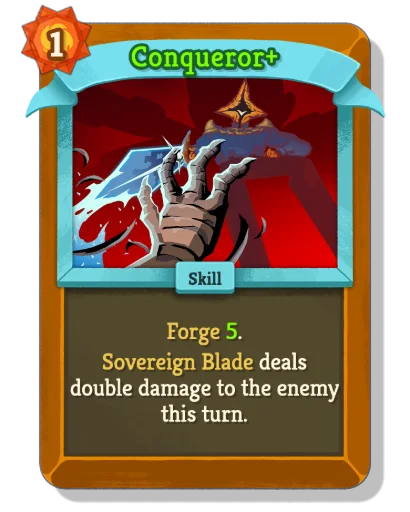 1
Conqueror+
Skill
Forge 5.
Sovereign Blade deals
double damage to the enemy
this turn.